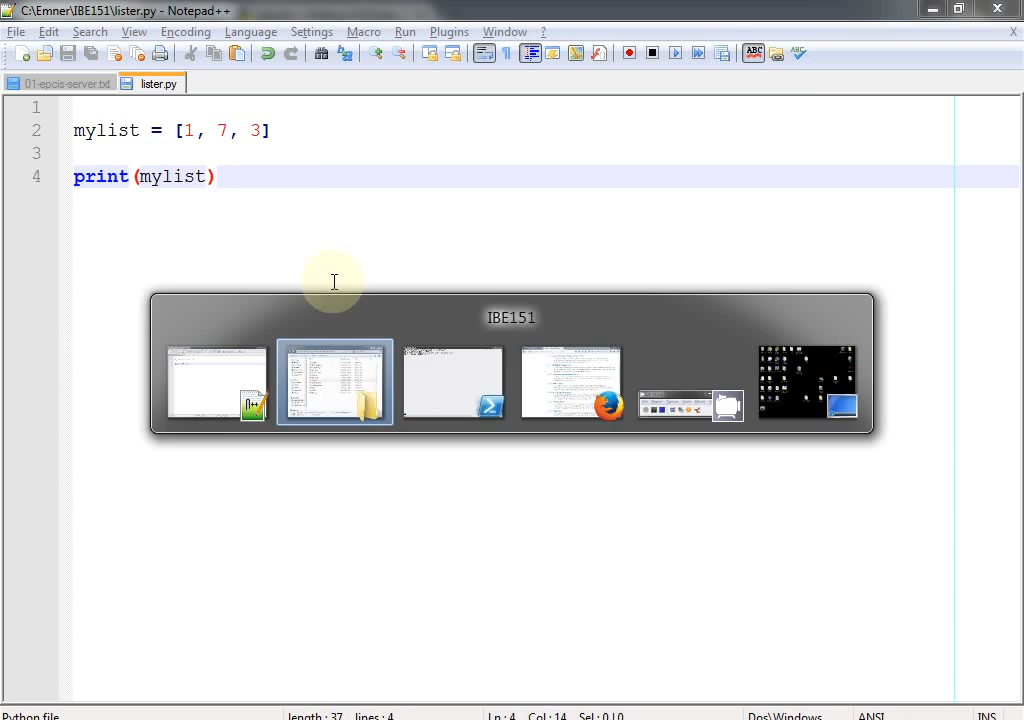 C:\Emner\IBE151\lister.py - Notepad++
File Edit Search View Encoding Language Settings Macro Run Plugins Window ? X
ABC ABC
01-epcis-server.txt lister.py
1
2 mylist = [1, 7, 3]
3
4 print(mylist)
IBE151
Python file length : 37 lines : 4 Ln : 4 Col : 14 Sel : 0 | 0 Dos\Windows ANSI INS